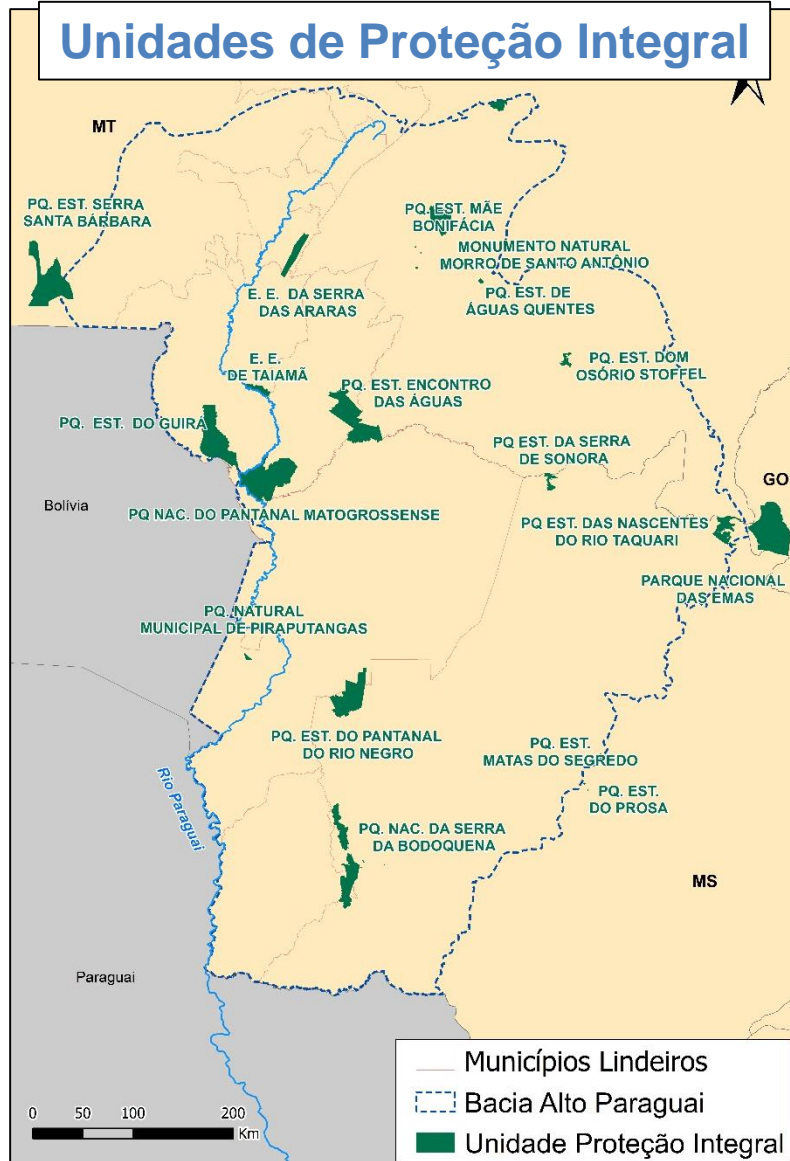 Unidades de Proteção Integral
MT
PQ. EST. SERRA
SANTA BÁRBARA
PQ. EST. MÃE
BONIFÁCIA
MONUMENTO NATURAL
MORRO DE SANTO ANTÔNIO
E. E. DA SERRA
DAS ARARAS
PQ. EST. DE
ÁGUAS QUENTES
E. E.
DE TAIAMÃ
PQ. EST. DOM
OSÓRIO STOFFEL
PQ. EST. ENCONTRO
DAS ÁGUAS
PQ. EST. DO GUIRÁ
PQ EST. DA SERRA
DE SONORA
GO
Bolívia
PQ NAC. DO PANTANAL MATOGROSSENSE
PQ EST. DAS NASCENTES
DO RIO TAQUARI
PARQUE NACIONAL
DAS EMAS
PQ. NATURAL
MUNICIPAL DE PIRAPUTANGAS
PQ. EST. DO PANTANAL
DO RIO NEGRO
PQ. EST.
MATAS DO SEGREDO
PQ. EST.
DO PROSA
Rio Paraguai
PQ. NAC. DA SERRA
DA BODOQUENA
MS
Paraguai
Municípios Lindeiros
Bacia Alto Paraguai
Unidade Proteção Integral
0 50 100 200
Km